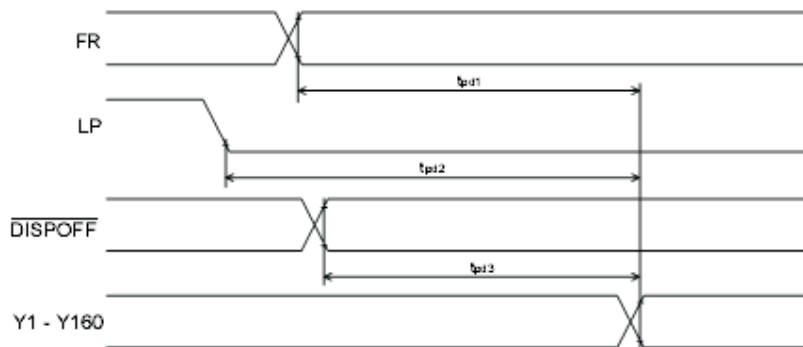 FR
tpd1
LP
tpd2
DISPOFF
tpd3
Y1 - Y160